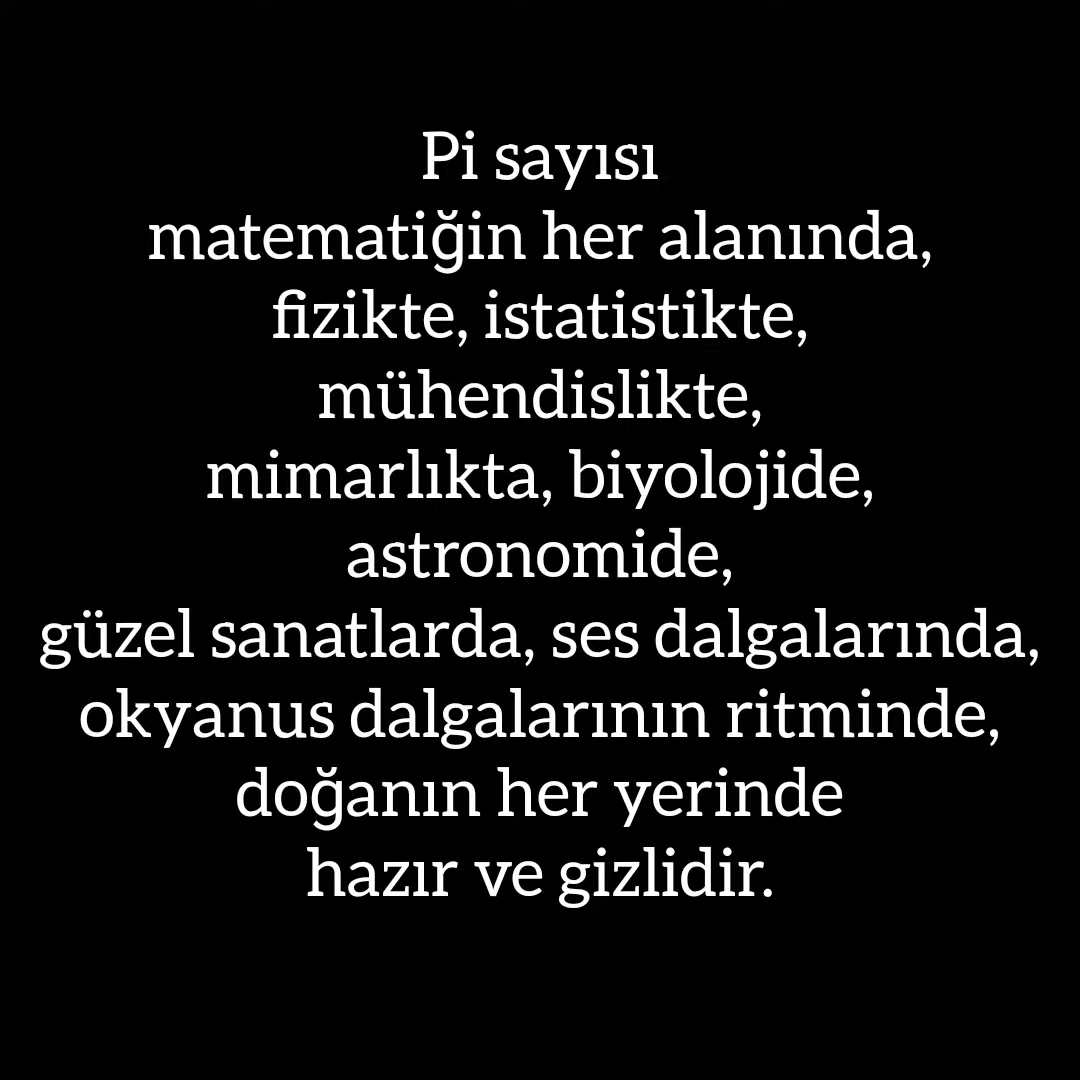 Pi sayısı
matematiğin her alanında,
fizikte, istatistikte,
mühendislikte,
mimarlıkta, biyolojide,
astronomide,
güzel sanatlarda, ses dalgalarında,
okyanus dalgalarının ritminde,
doğanın her yerinde
hazır ve gizlidir.